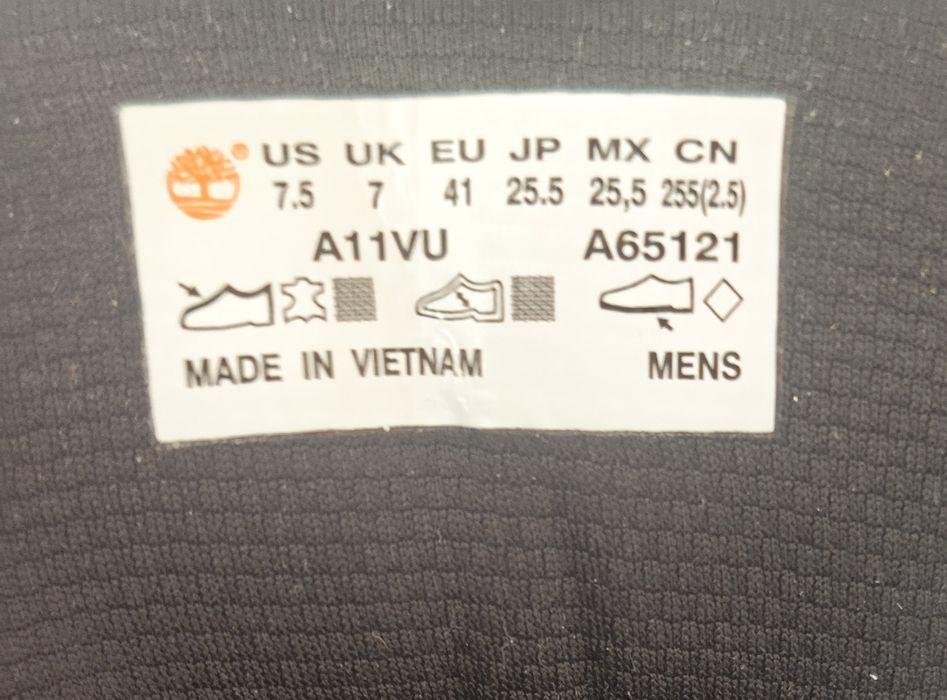 ® US UK EU JP MX CN
7.5 7 41 25.5 25,5 255(2.5)
A11VU A65121
MADE IN VIETNAM MENS